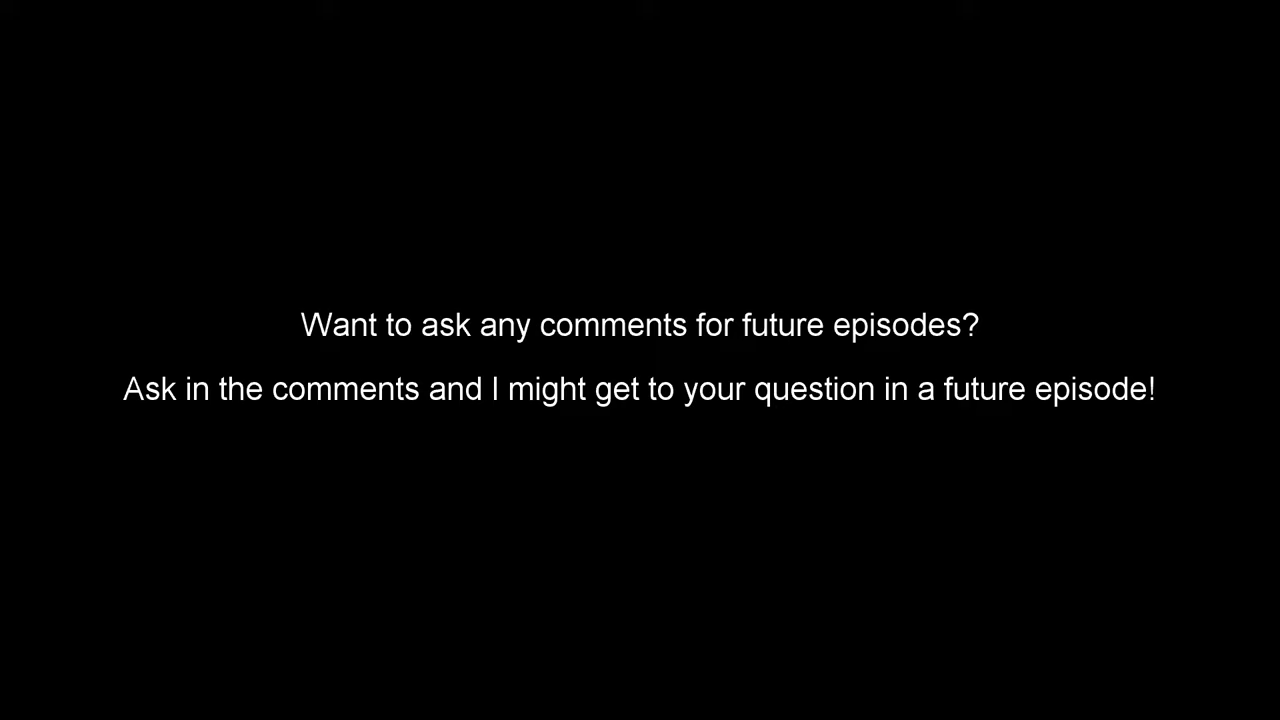 Want to ask any comments for future episodes?
Ask in the comments and I might get to your question in a future episode!